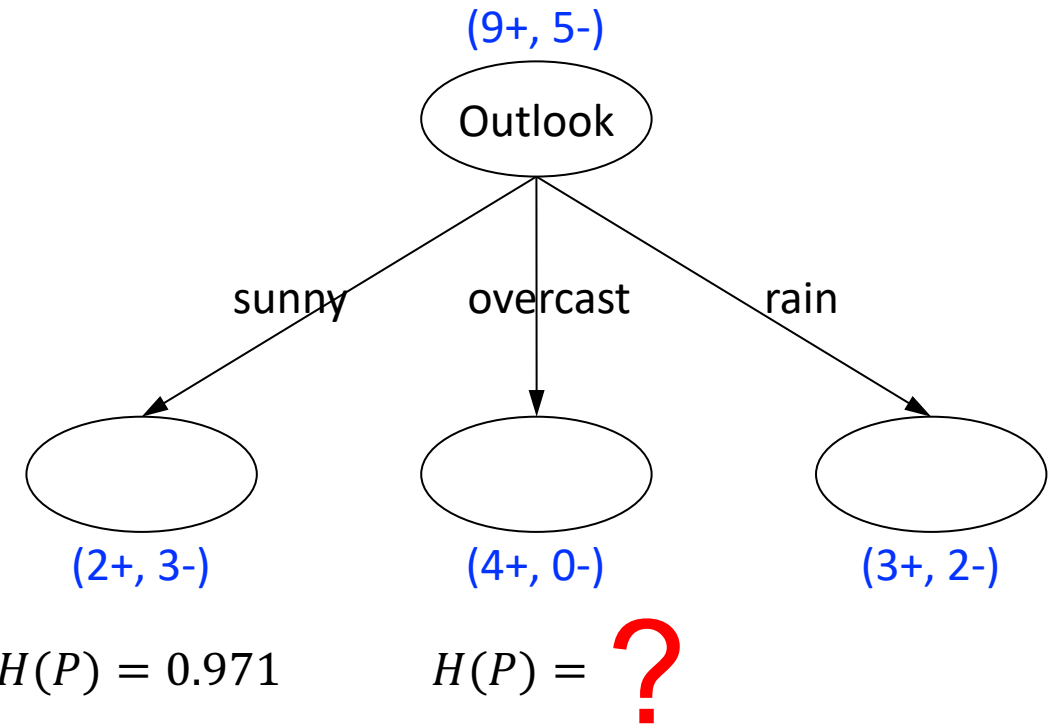 (9+, 5-)
Outlook
sunny overcast rain
(2+, 3-) (4+, 0-) (3+, 2-)
H(P) = 0.971 H(P) = ?